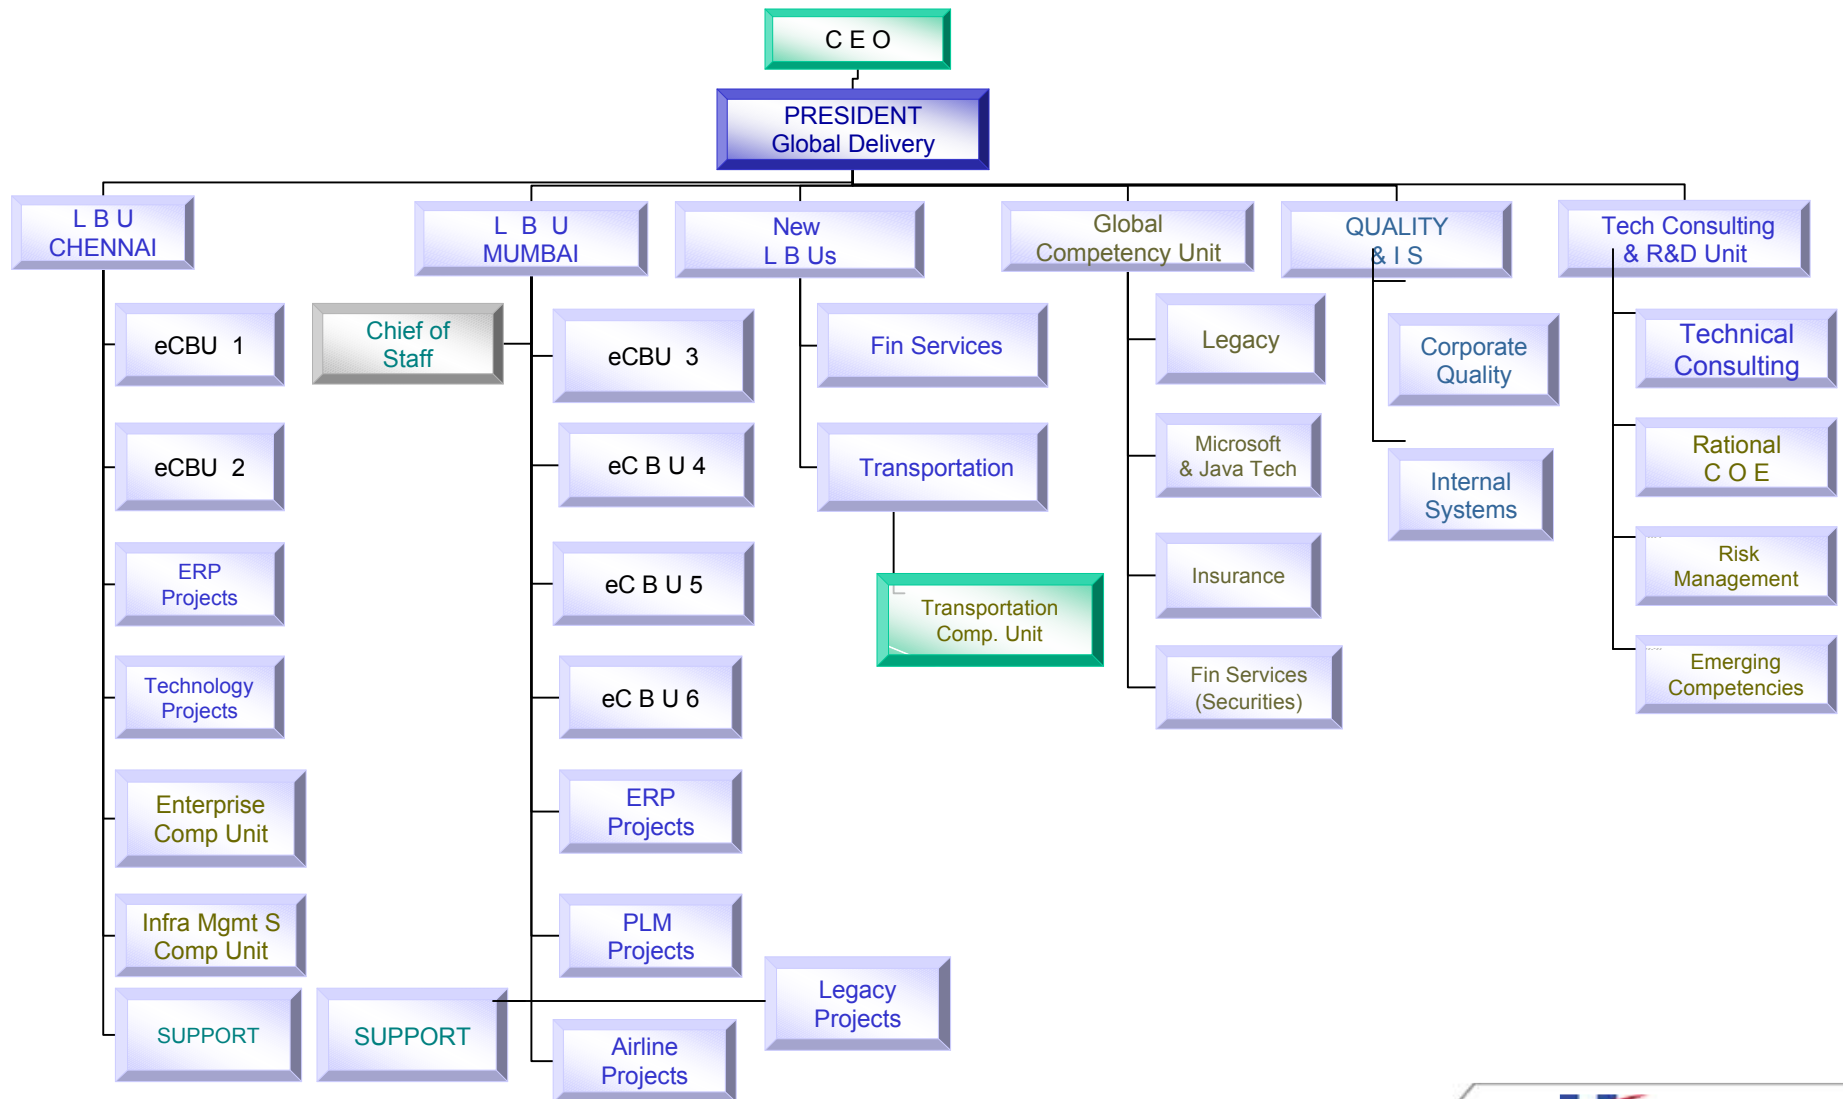 C E O
PRESIDENT
Global Delivery
L B U
CHENNAI
L B U
MUMBAI
New
L B Us
Global
Competency Unit
QUALITY
& I S
Tech Consulting
& R&D Unit
eCBU 1
eCBU 2
ERP
Projects
Technology
Projects
Enterprise
Comp Unit
Infra Mgmt S
Comp Unit
SUPPORT
Chief of
Staff
eCBU 3
eC B U 4
eC B U 5
eC B U 6
ERP
Projects
PLM
Projects
SUPPORT
Legacy
Projects
Airline
Projects
Fin Services
Transportation
Transportation
Comp. Unit
Legacy
Microsoft
& Java Tech
Insurance
Fin Services
(Securities)
Corporate
Quality
Internal
Systems
Technical
Consulting
Rational
C O E
Risk
Management
Emerging
Competencies